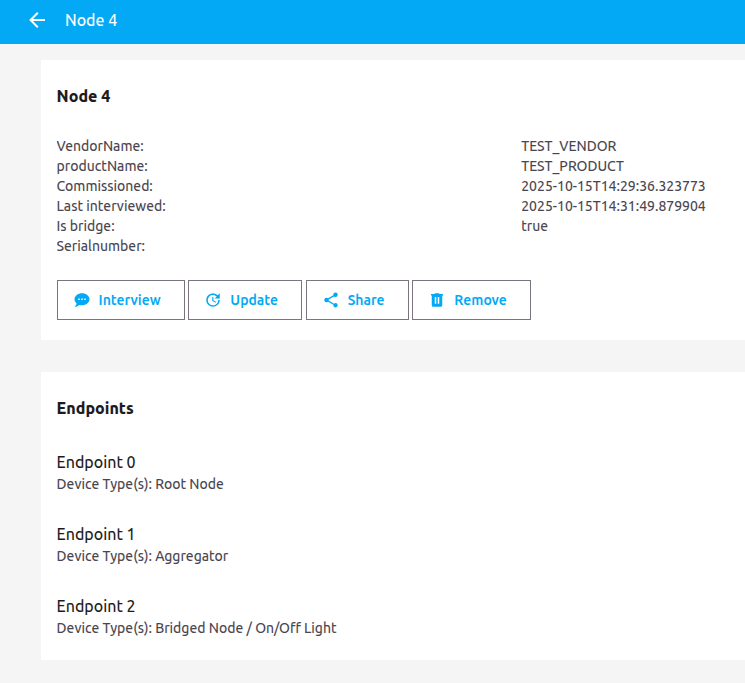 Node 4
Node 4
VendorName: TEST_VENDOR
productName: TEST_PRODUCT
Commissioned: 2025-10-15T14:29:36.323773
Last interviewed: 2025-10-15T14:31:49.879904
Is bridge: true
Serialnumber:
Interview Update Share Remove
Endpoints
Endpoint 0
Device Type(s): Root Node
Endpoint 1
Device Type(s): Aggregator
Endpoint 2
Device Type(s): Bridged Node / On/Off Light